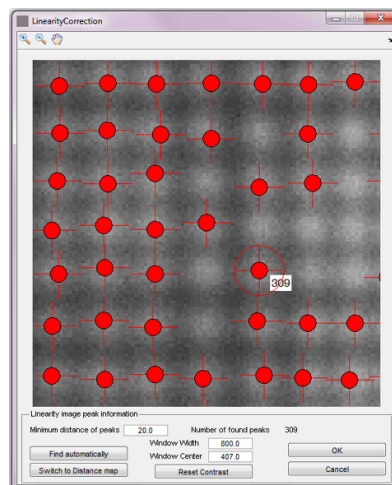 LinearityCorrection
309
Linearity image peak information
Minimum distance of peaks 20.0 Number of found peaks 309
Find automatically Window Width 800.0 OK
Window Center 407.0
Switch to Distance map Reset Contrast Cancel